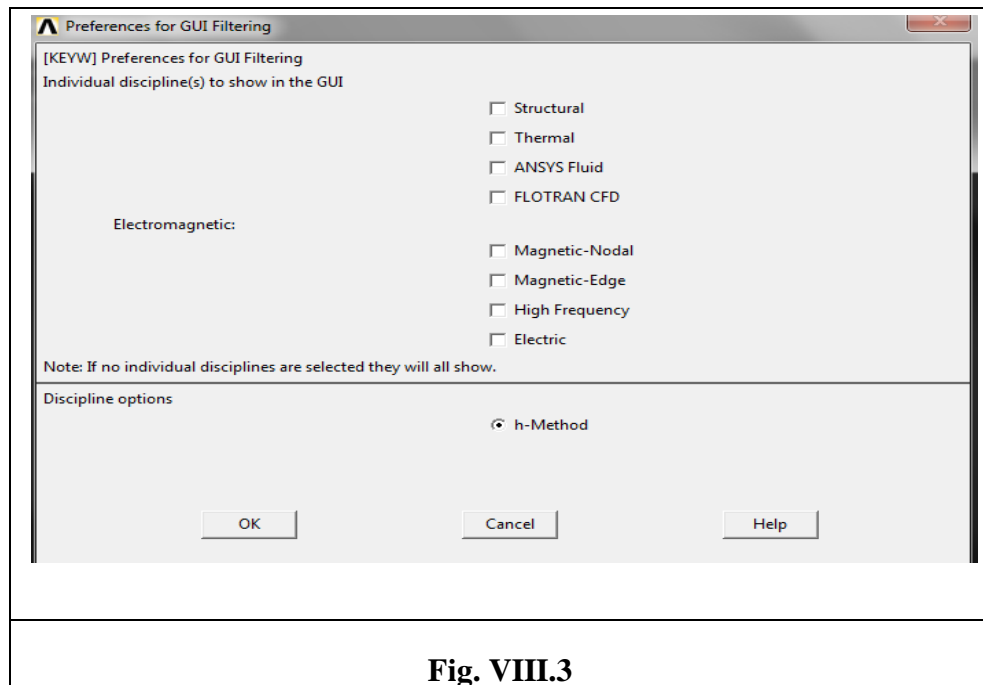 Preferences for GUI Filtering
[KEYW] Preferences for GUI Filtering
Individual discipline(s) to show in the GUI
Structural
Thermal
ANSYS Fluid
FLOTRAN CFD
Electromagnetic:
Magnetic-Nodal
Magnetic-Edge
High Frequency
Electric
Note: If no individual disciplines are selected they will all show.
Discipline options
h-Method
OK Cancel Help
Fig. VIII.3